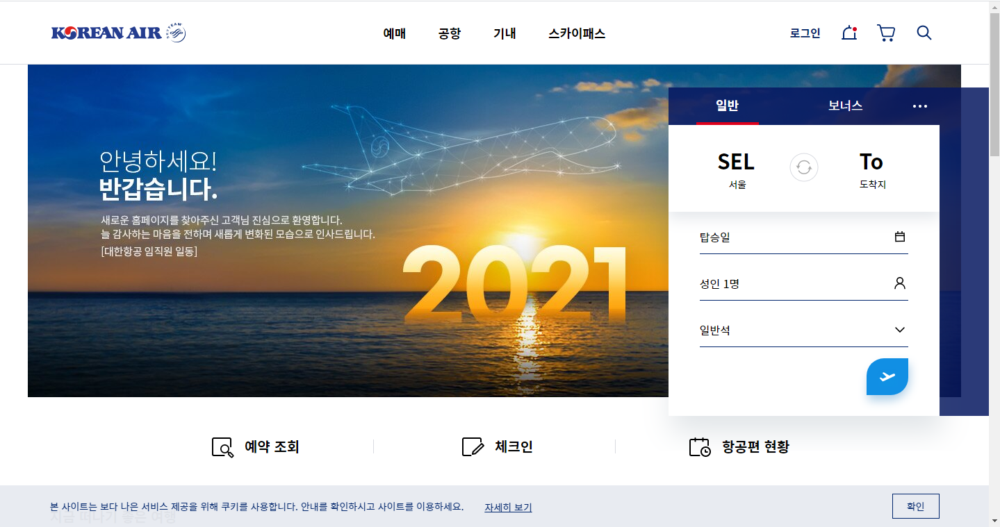 KOREAN AIR
SKYTEAM
예매
공항
기내
스카이패스
로그인
안녕하세요!
반갑습니다.
새로운 홈페이지를 찾아주신 고객님 진심으로 환영합니다.
늘 감사하는 마음을 전하며 새롭게 변화된 모습으로 인사드립니다.
[대한항공 임직원 일동]
2021
일반
보너스
SEL
서울
To
도착지
탑승일
성인 1명
일반석
예약 조회
체크인
항공편 현황
본 사이트는 보다 나은 서비스 제공을 위해 쿠키를 사용합니다. 안내를 확인하시고 사이트를 이용하세요.
자세히 보기
확인
지금 떠나기 좋은 여행